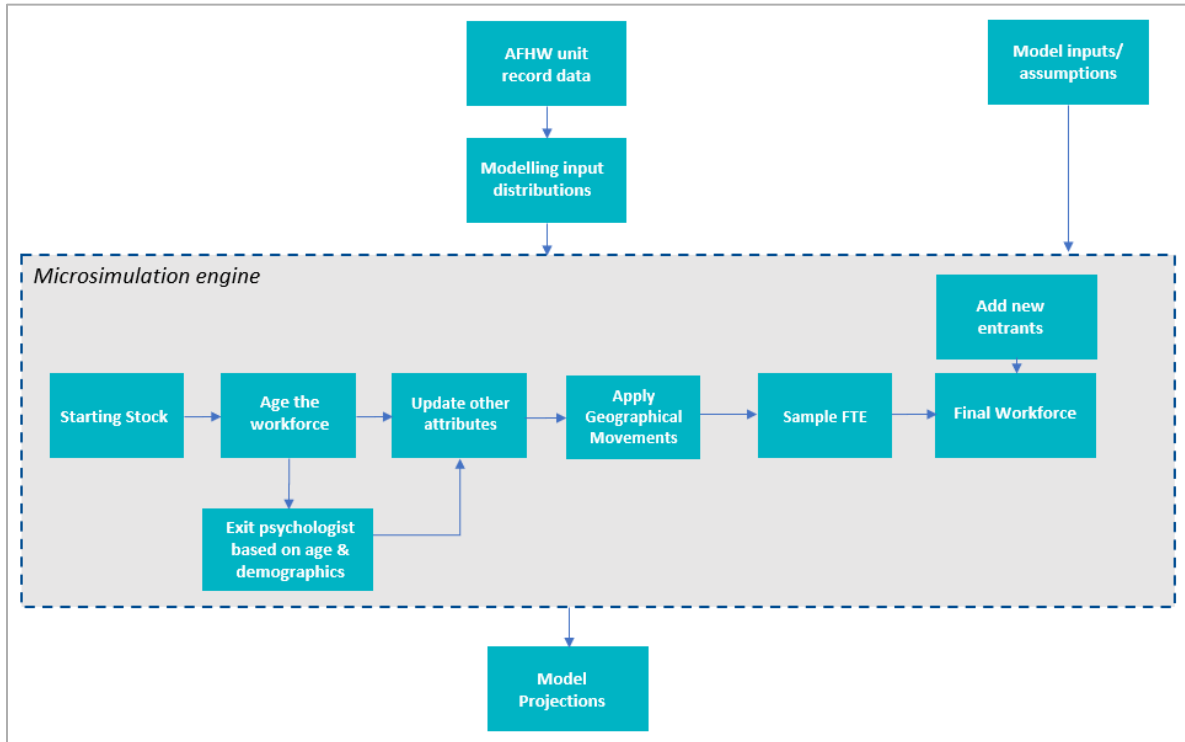 AFHW unit
record data
Model inputs/
assumptions
Modelling input
distributions
Microsimulation engine
Add new
entrants
Starting Stock
Age the
workforce
Update other
attributes
Apply
Geographical
Movements
Sample FTE
Final Workforce
Exit psychologist
based on age &
demographics
Model
Projections